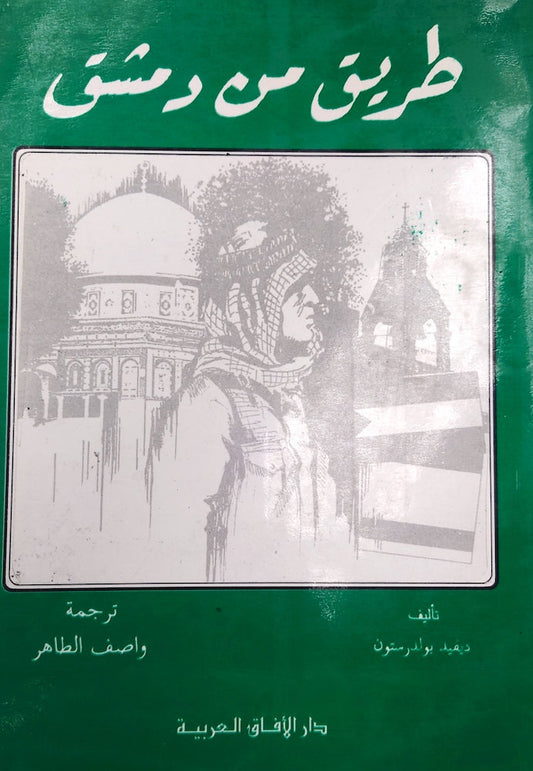 طريق من دمشق
تأليف
ديفيد بولدرستون
ترجمة
واصف الطاهر
دار الآفاق العربية